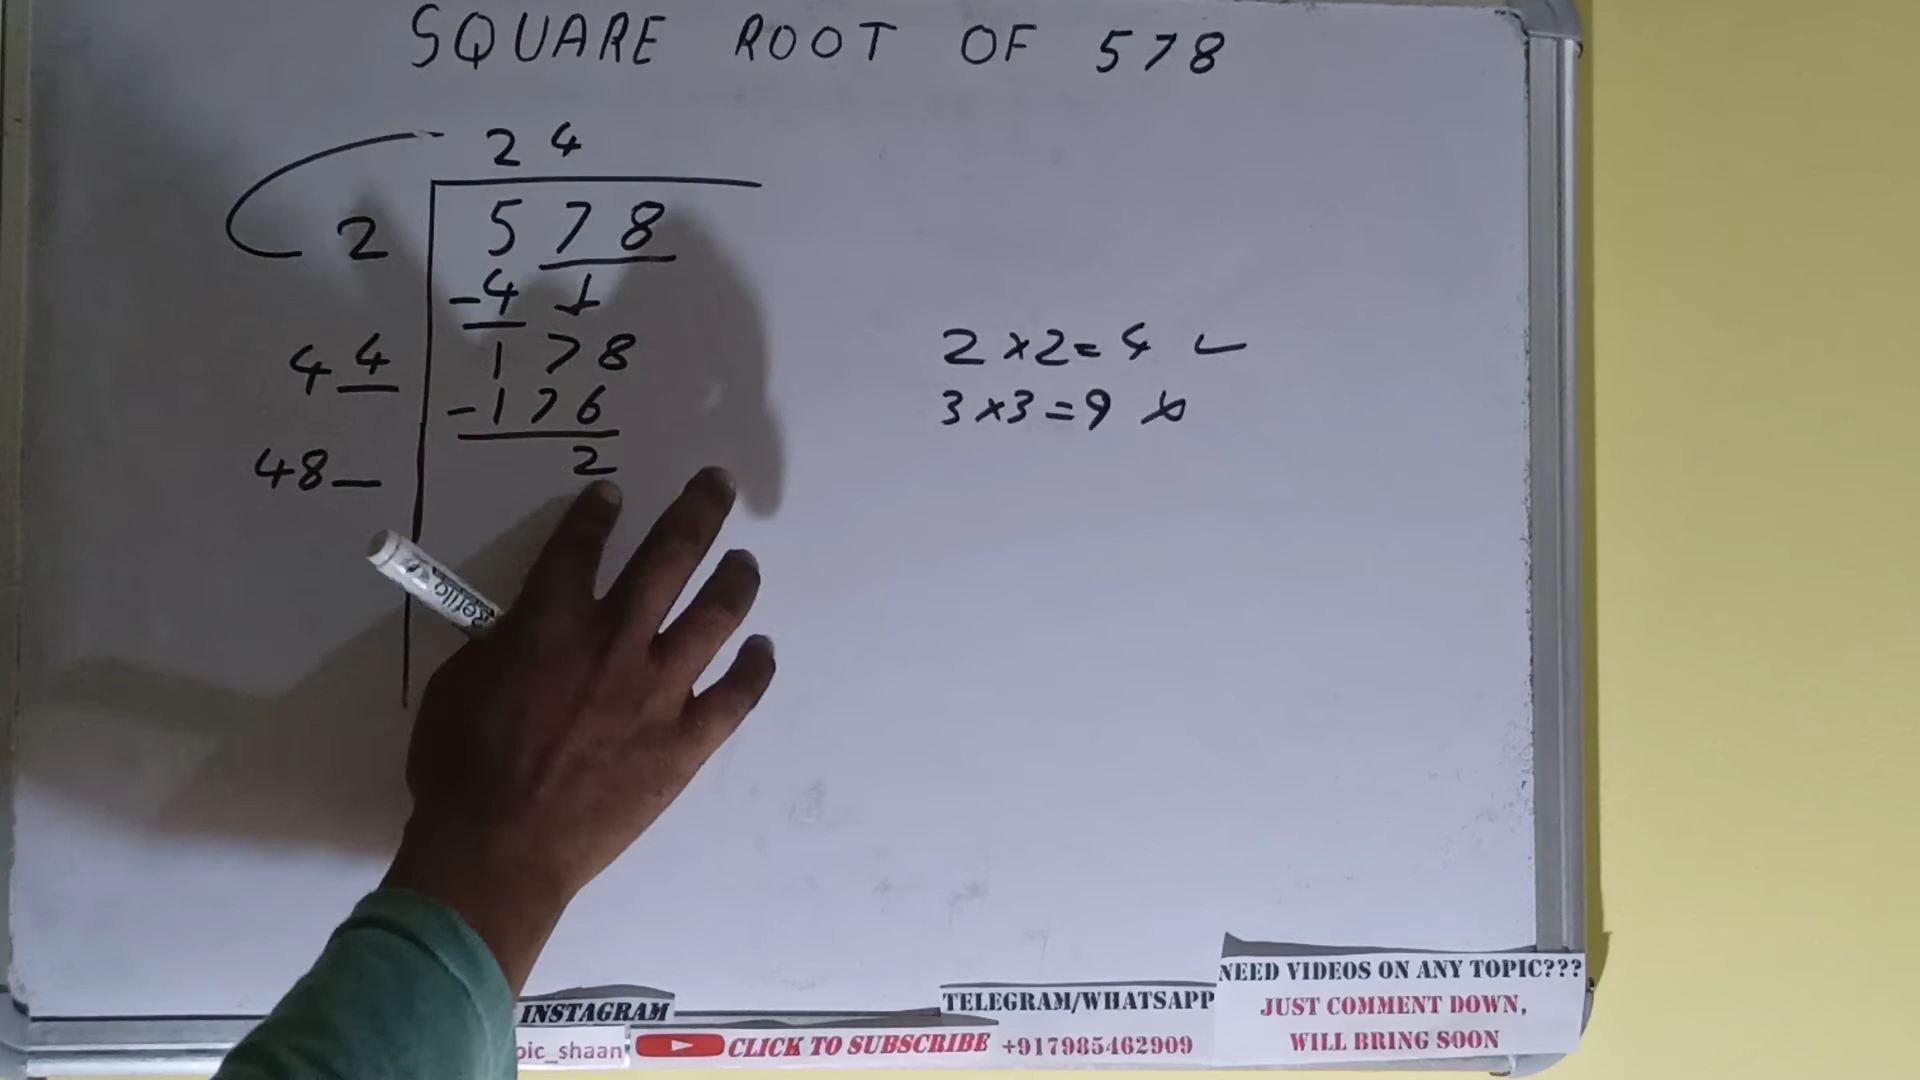 SQUARE ROOT OF 578
2 4
2 5 7 8
-4 ↓
4 4 1 7 8
-1 7 6
48_ 2
2×2=4 ✓
3×3=9 ×
Refilla
NEED VIDEOS ON ANY TOPIC???
JUST COMMENT DOWN,
WILL BRING SOON
TELEGRAM/WHATSAPP
+917985462909
INSTAGRAM
pic_shaan
CLICK TO SUBSCRIBE